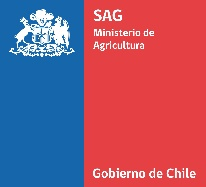 SAG
Ministerio de
Agricultura
Gobierno de Chile